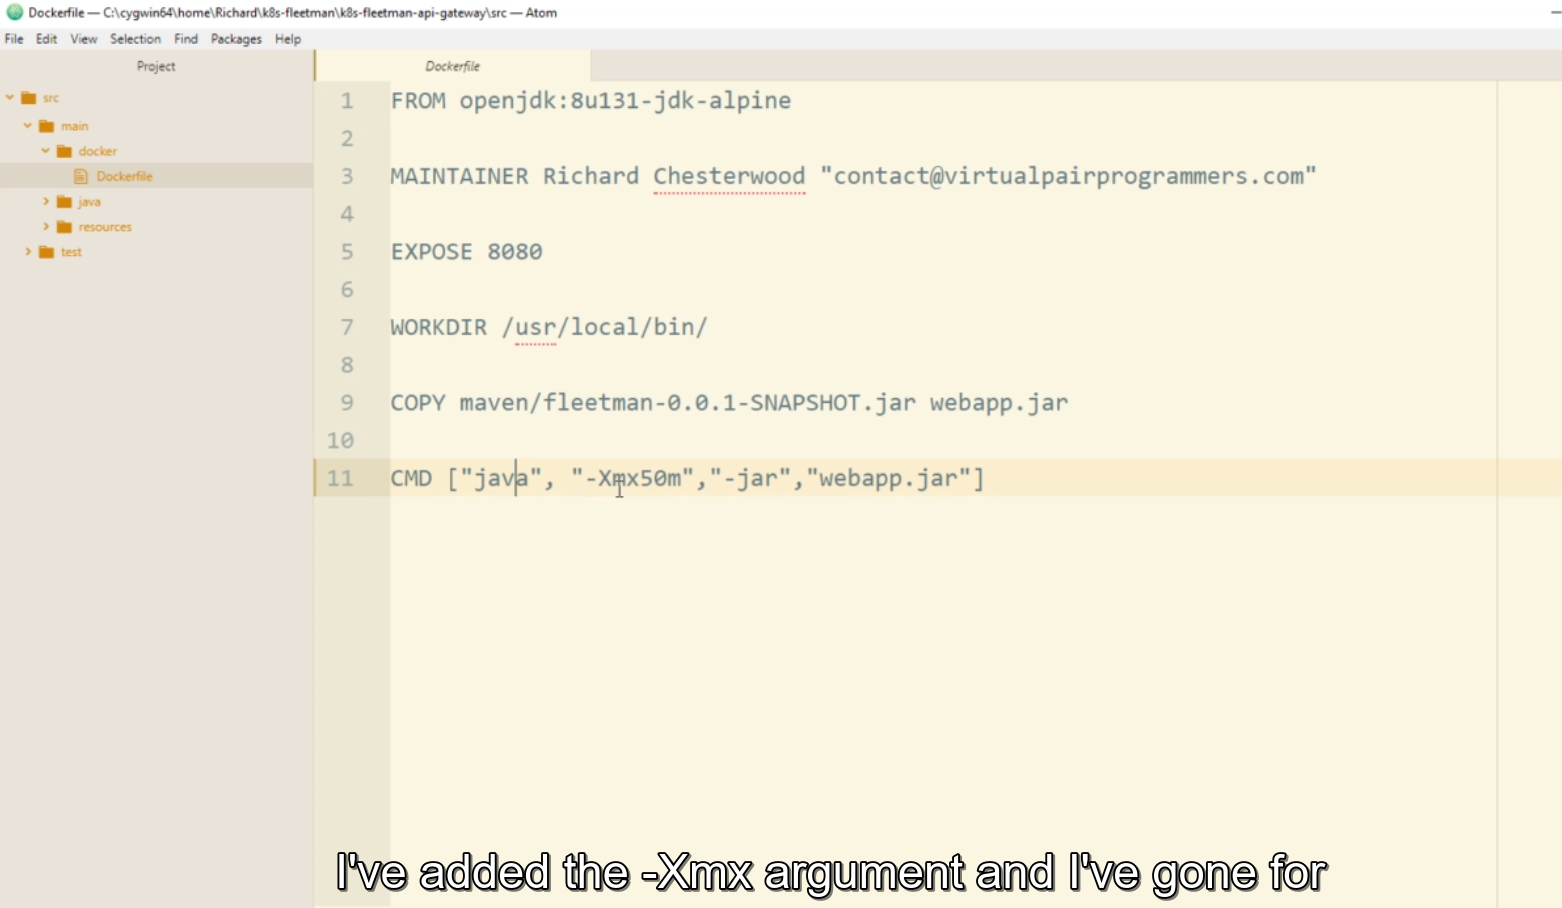 Dockerfile — C:\cygwin64\home\Richard\k8s-fleetman\k8s-fleetman-api-gateway\src — Atom
File Edit View Selection Find Packages Help
Project
Dockerfile
src
main
docker
Dockerfile
java
resources
test
1 FROM openjdk:8u131-jdk-alpine
2
3 MAINTAINER Richard Chesterwood "contact@virtualpairprogrammers.com"
4
5 EXPOSE 8080
6
7 WORKDIR /usr/local/bin/
8
9 COPY maven/fleetman-0.0.1-SNAPSHOT.jar webapp.jar
10
11 CMD ["java", "-Xmx50m","-jar","webapp.jar"]
I've added the -Xmx argument and I've gone for